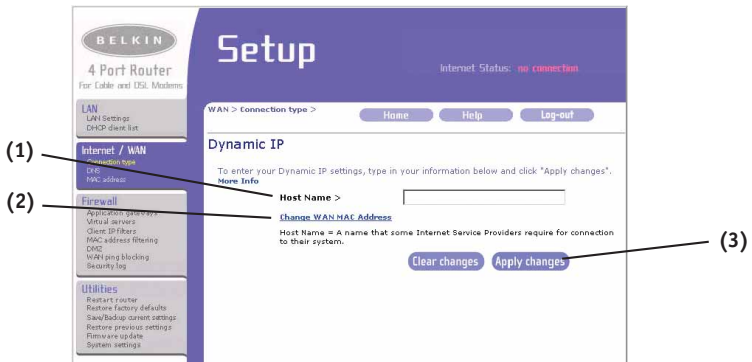 BELKIN
4 Port Router
For Cable and DSL Modems
Setup
Internet Status: no connection
LAN
LAN Settings
DHCP client list
Internet / WAN
Connection type
DNS
MAC address
Firewall
Application gateways
Virtual servers
Client IP filters
MAC address filtering
DMZ
WAN ping blocking
Security log
Utilities
Restart router
Restore factory defaults
Save/Backup current settings
Restore previous settings
Firmware update
System settings
WAN > Connection type >
Home
Help
Log-out
Dynamic IP
To enter your Dynamic IP settings, type in your information below and click "Apply changes".
More Info
(1)
Host Name >
(2)
Change WAN MAC Address
Host Name = A name that some Internet Service Providers require for connection
to their system.
Clear changes
Apply changes
(3)